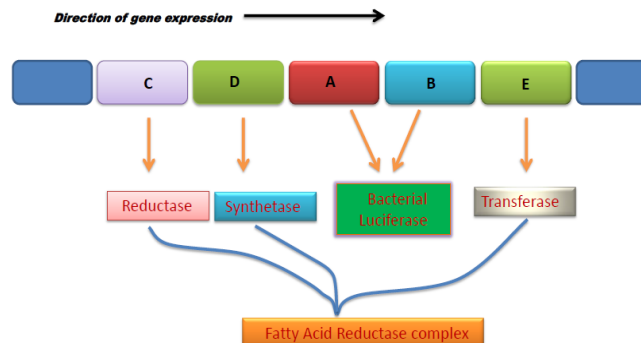 Direction of gene expression
C D A B E
Reductase Synthetase Bacterial Luciferase Transferase
Fatty Acid Reductase complex